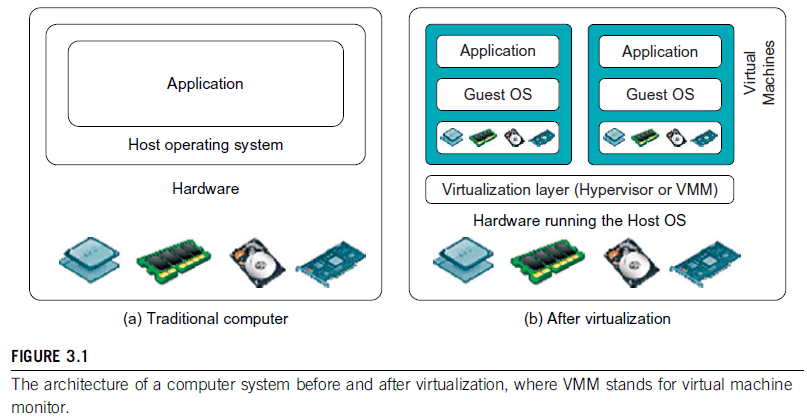 Application
Host operating system
Hardware
(a) Traditional computer
Application
Guest OS
Application
Guest OS
Virtual
Machines
Virtualization layer (Hypervisor or VMM)
Hardware running the Host OS
(b) After virtualization
FIGURE 3.1
The architecture of a computer system before and after virtualization, where VMM stands for virtual machine
monitor.